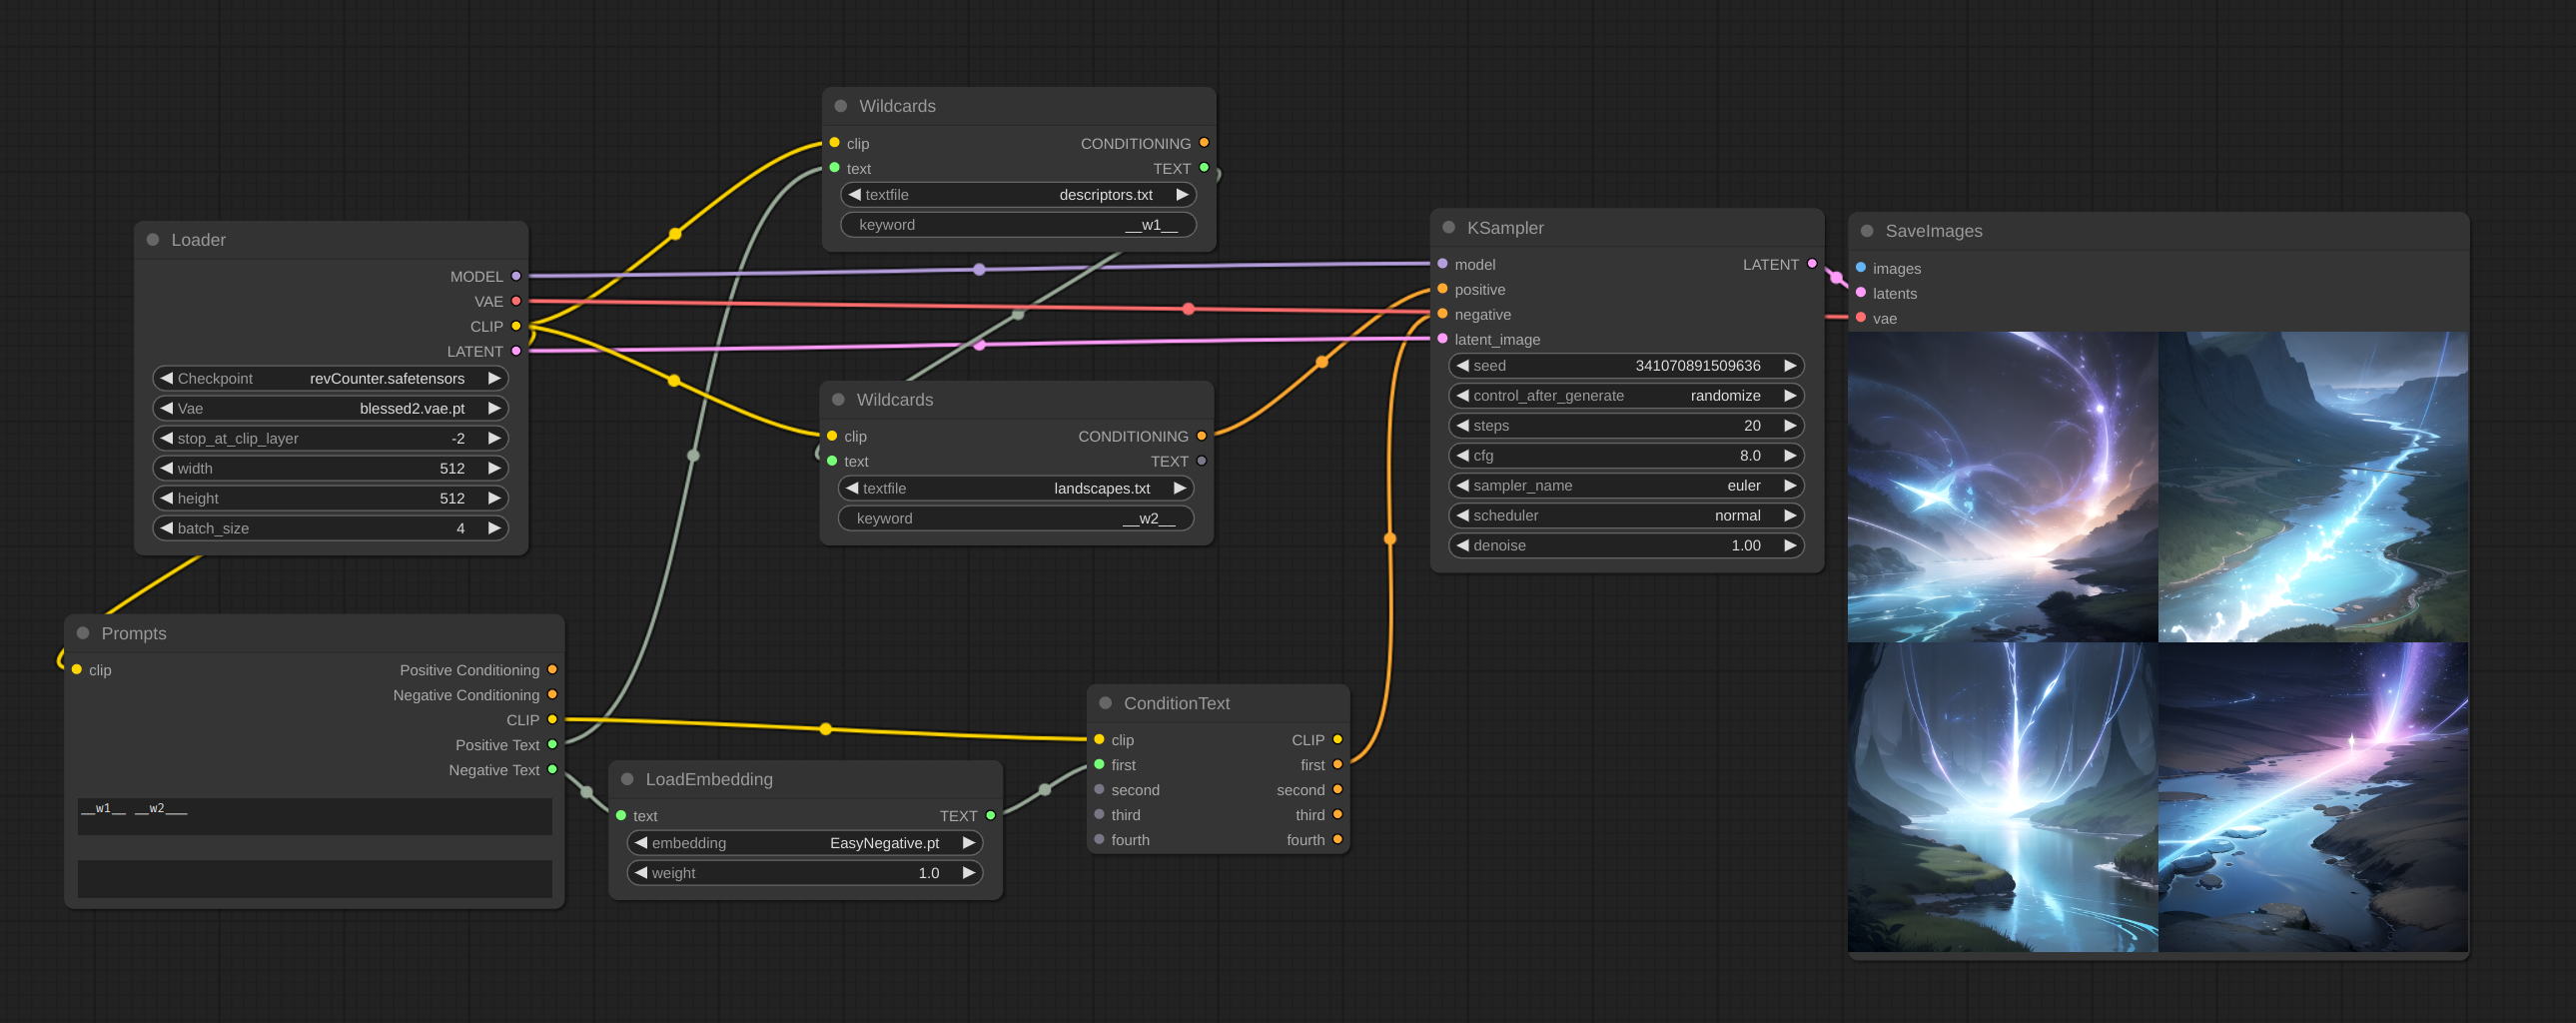 Wildcards
clip CONDITIONING
text TEXT
textfile descriptors.txt
keyword __w1__
Loader
MODEL
VAE
CLIP
LATENT
Checkpoint revCounter.safetensors
Vae blessed2.vae.pt
stop_at_clip_layer -2
width 512
height 512
batch_size 4
Wildcards
clip CONDITIONING
text TEXT
textfile landscapes.txt
keyword __w2__
KSampler
model LATENT
positive
negative
latent_image
seed 341070891509636
control_after_generate randomize
steps 20
cfg 8.0
sampler_name euler
scheduler normal
denoise 1.00
SaveImages
images
latents
vae
Prompts
clip Positive Conditioning
Negative Conditioning
CLIP
Positive Text
Negative Text
__w1__ __w2___
LoadEmbedding
text TEXT
embedding EasyNegative.pt
weight 1.0
ConditionText
clip CLIP
first first
second second
third third
fourth fourth